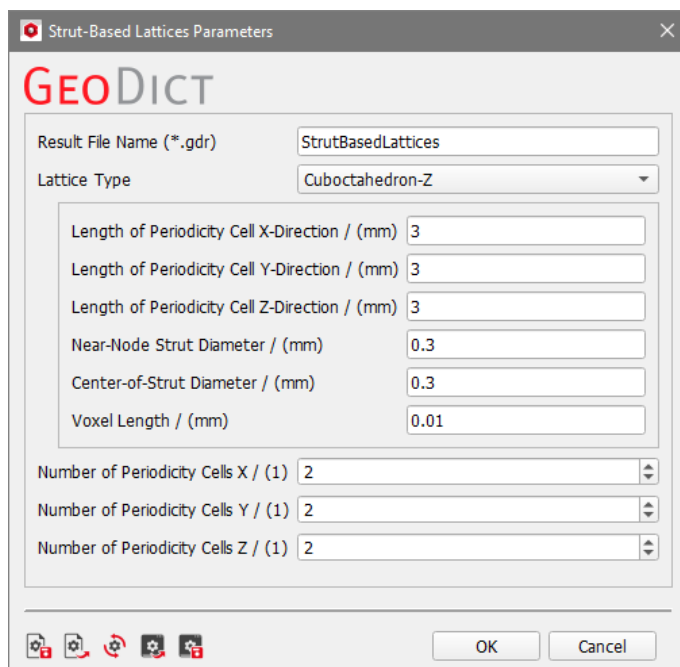 Strut-Based Lattices Parameters
GEODICT
Result File Name (*.gdr) StrutBasedLattices
Lattice Type Cuboctahedron-Z
Length of Periodicity Cell X-Direction / (mm) 3
Length of Periodicity Cell Y-Direction / (mm) 3
Length of Periodicity Cell Z-Direction / (mm) 3
Near-Node Strut Diameter / (mm) 0.3
Center-of-Strut Diameter / (mm) 0.3
Voxel Length / (mm) 0.01
Number of Periodicity Cells X / (1) 2
Number of Periodicity Cells Y / (1) 2
Number of Periodicity Cells Z / (1) 2
OK Cancel